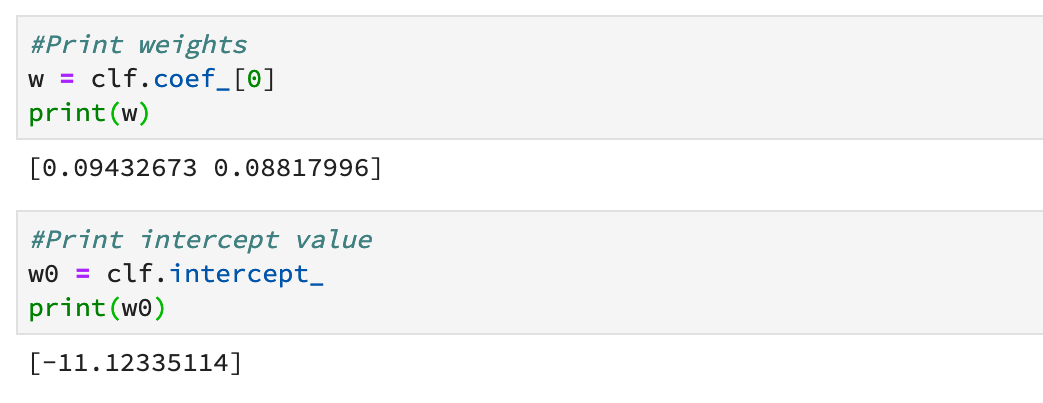 #Print weights
w = clf.coef_[0]
print(w)
[0.09432673 0.08817996]
#Print intercept value
w0 = clf.intercept_
print(w0)
[-11.12335114]